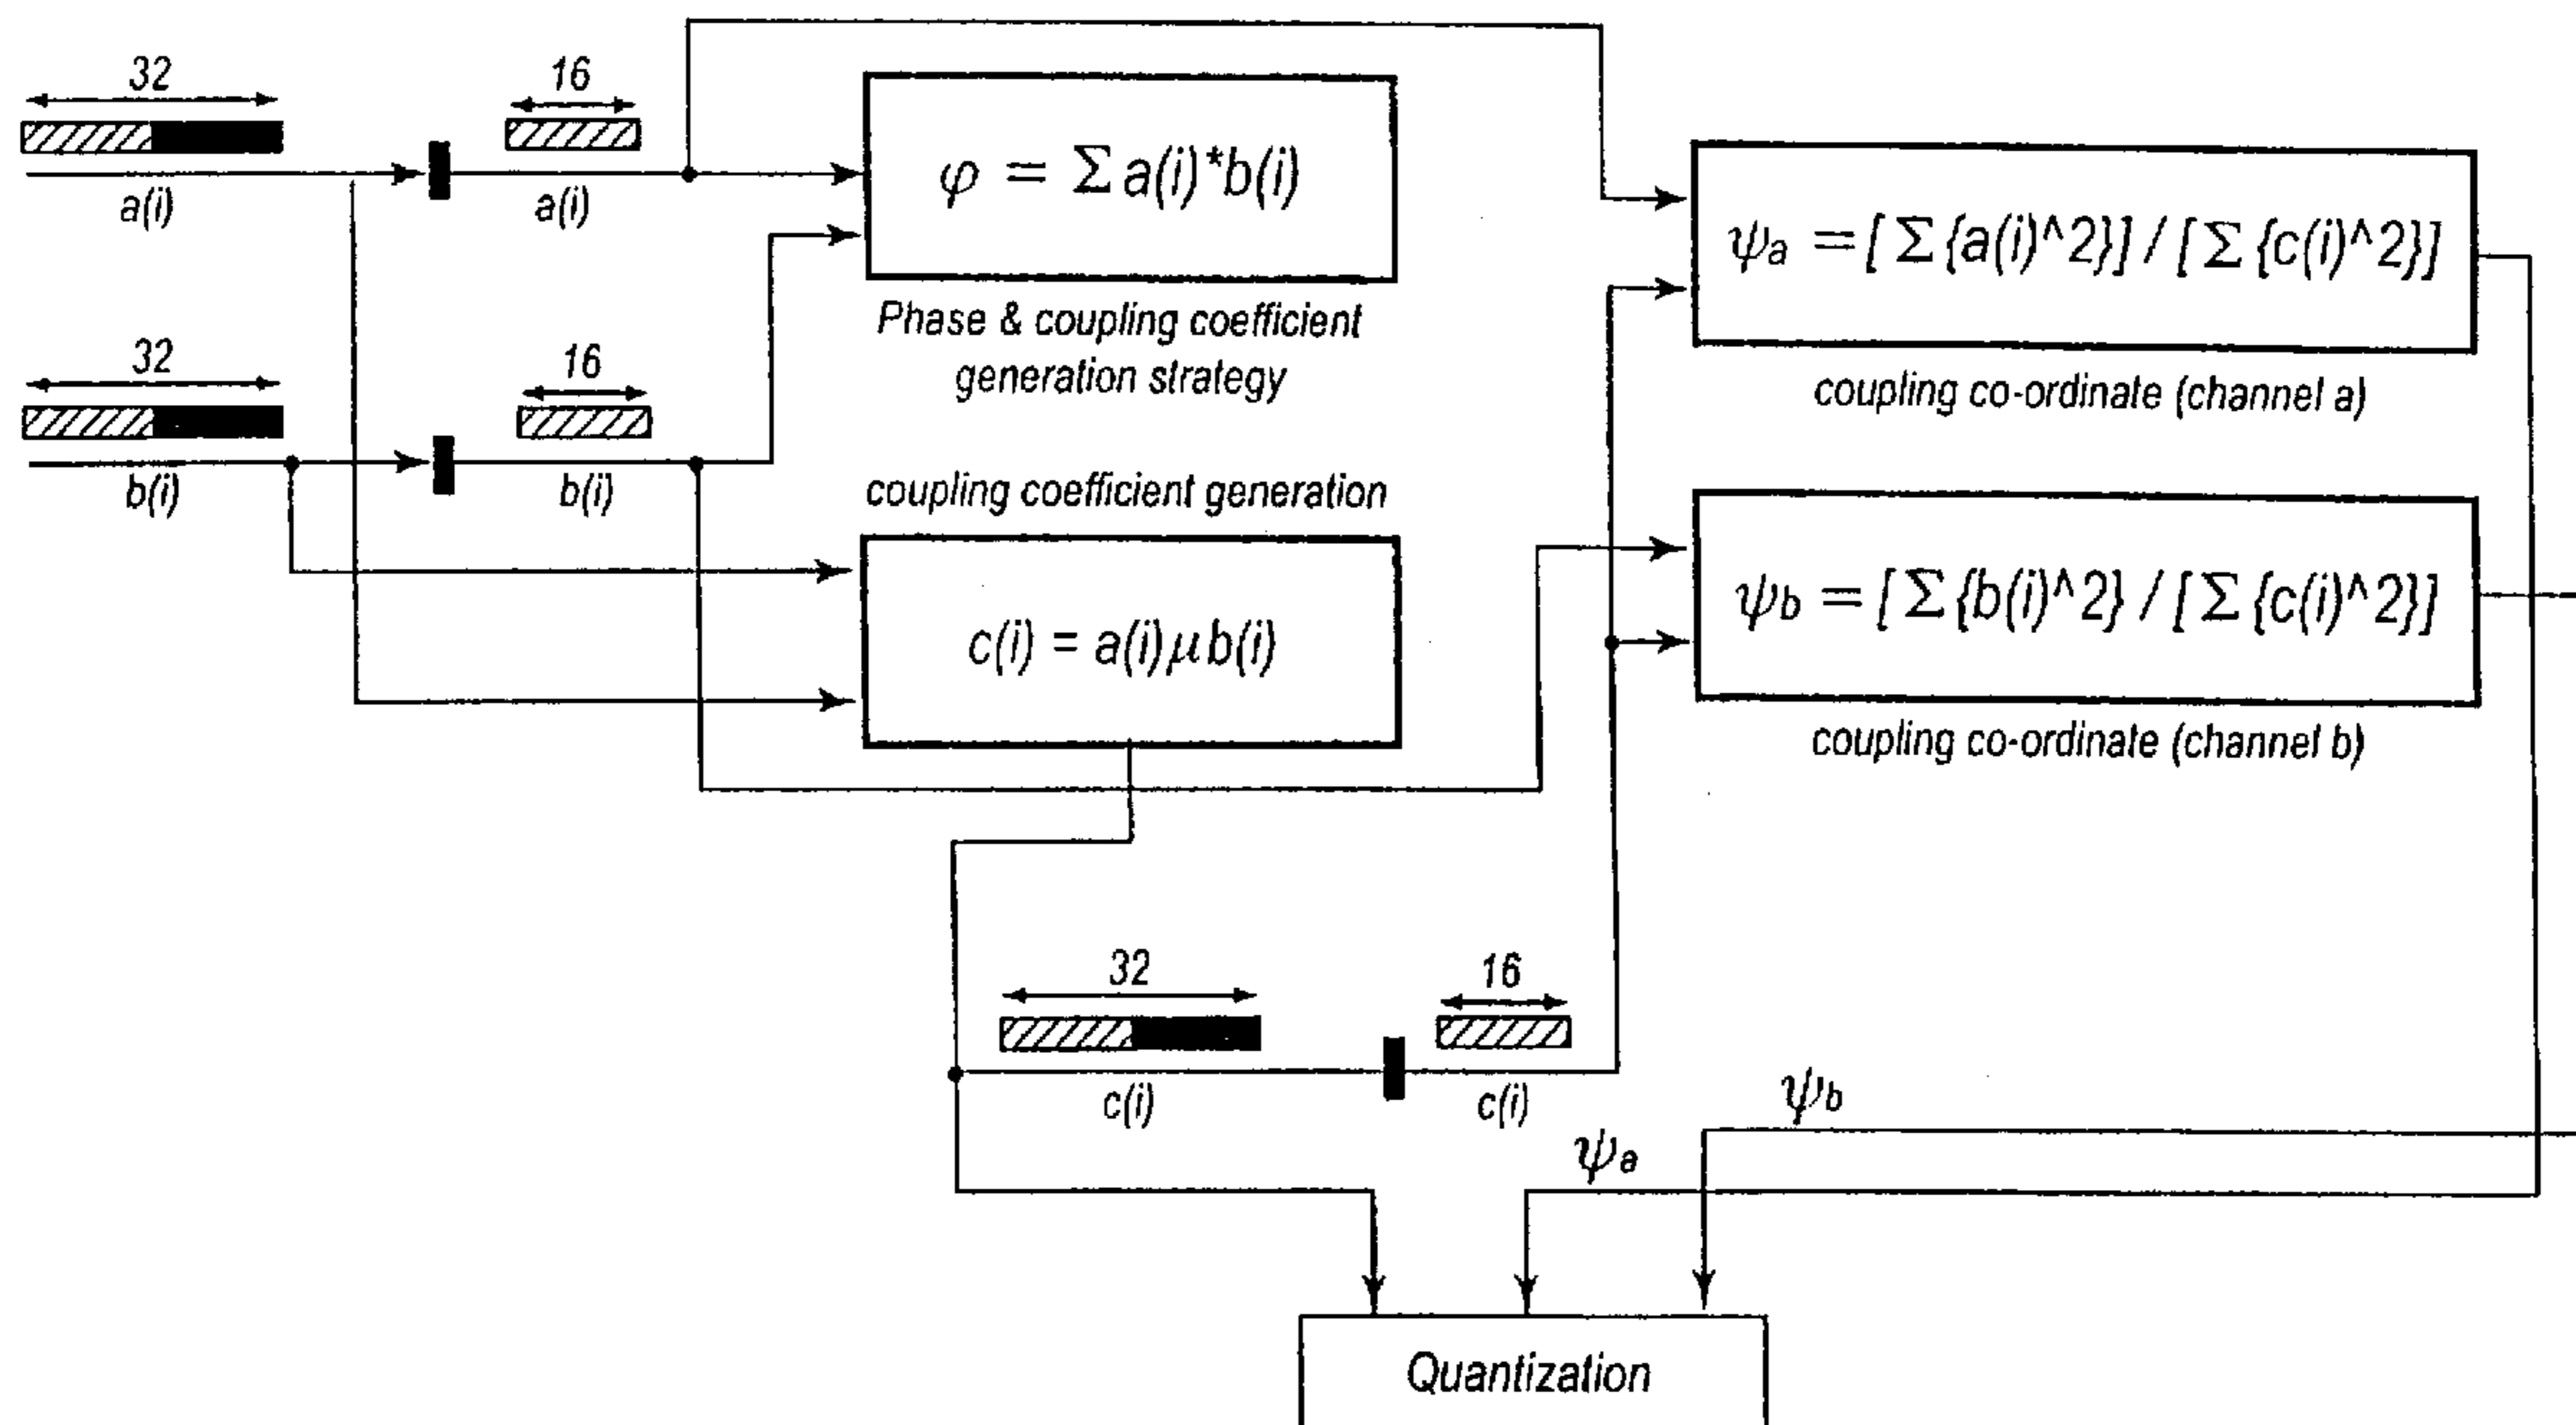 32
16
a(i)
a(i)
φ = Σ a(i)*b(i)
Phase & coupling coefficient
generation strategy
ψa = [ Σ {a(i)^2}] / [ Σ {c(i)^2}]
coupling co-ordinate (channel a)
32
16
b(i)
b(i)
coupling coefficient generation
c(i) = a(i)μb(i)
ψb = [ Σ {b(i)^2} / [ Σ {c(i)^2}]
coupling co-ordinate (channel b)
32
16
c(i)
c(i)
ψb
ψa
Quantization